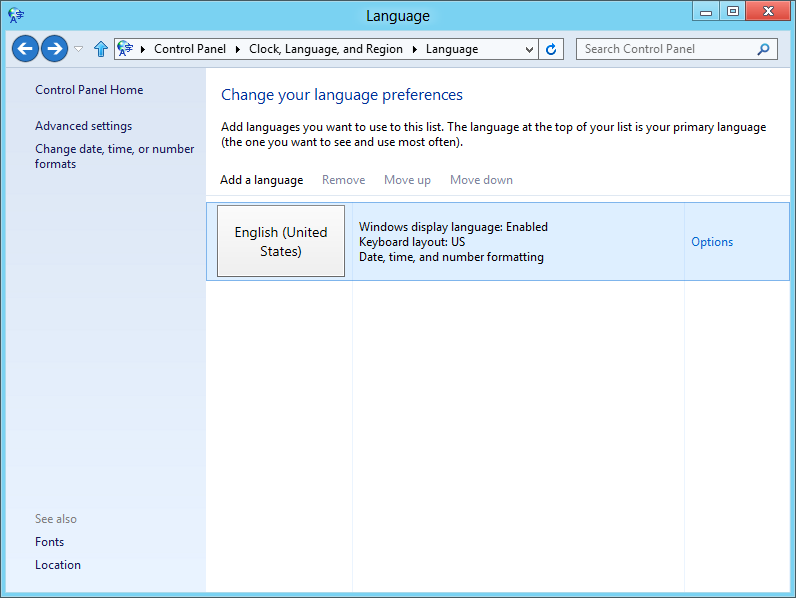 Language
Control Panel Clock, Language, and Region Language
Search Control Panel
Control Panel Home
Advanced settings
Change date, time, or number
formats
See also
Fonts
Location
Change your language preferences
Add languages you want to use to this list. The language at the top of your list is your primary language
(the one you want to see and use most often).
Add a language Remove Move up Move down
English (United
States)
Windows display language: Enabled
Keyboard layout: US
Date, time, and number formatting
Options